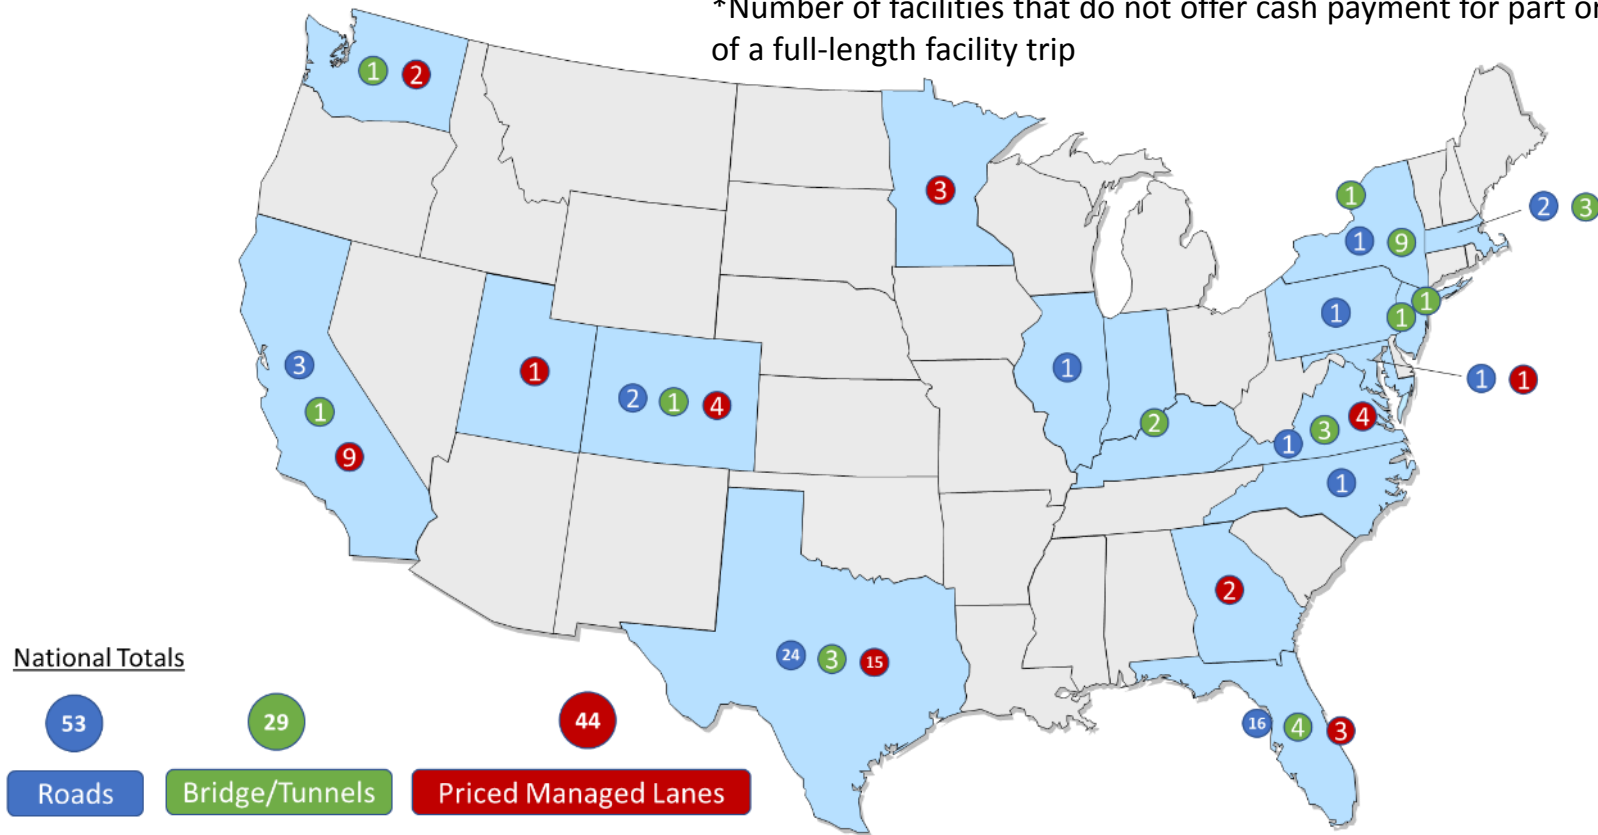 *Number of facilities that do not offer cash payment for part or
of a full-length facility trip
1 2
3
1
2 3
1 9
1
1
1
3
1
9
1
2 1 4
1
1 1
2
1 3 4
1
2
24 3 15
16 4 3
National Totals
53 29 44
Roads Bridge/Tunnels Priced Managed Lanes